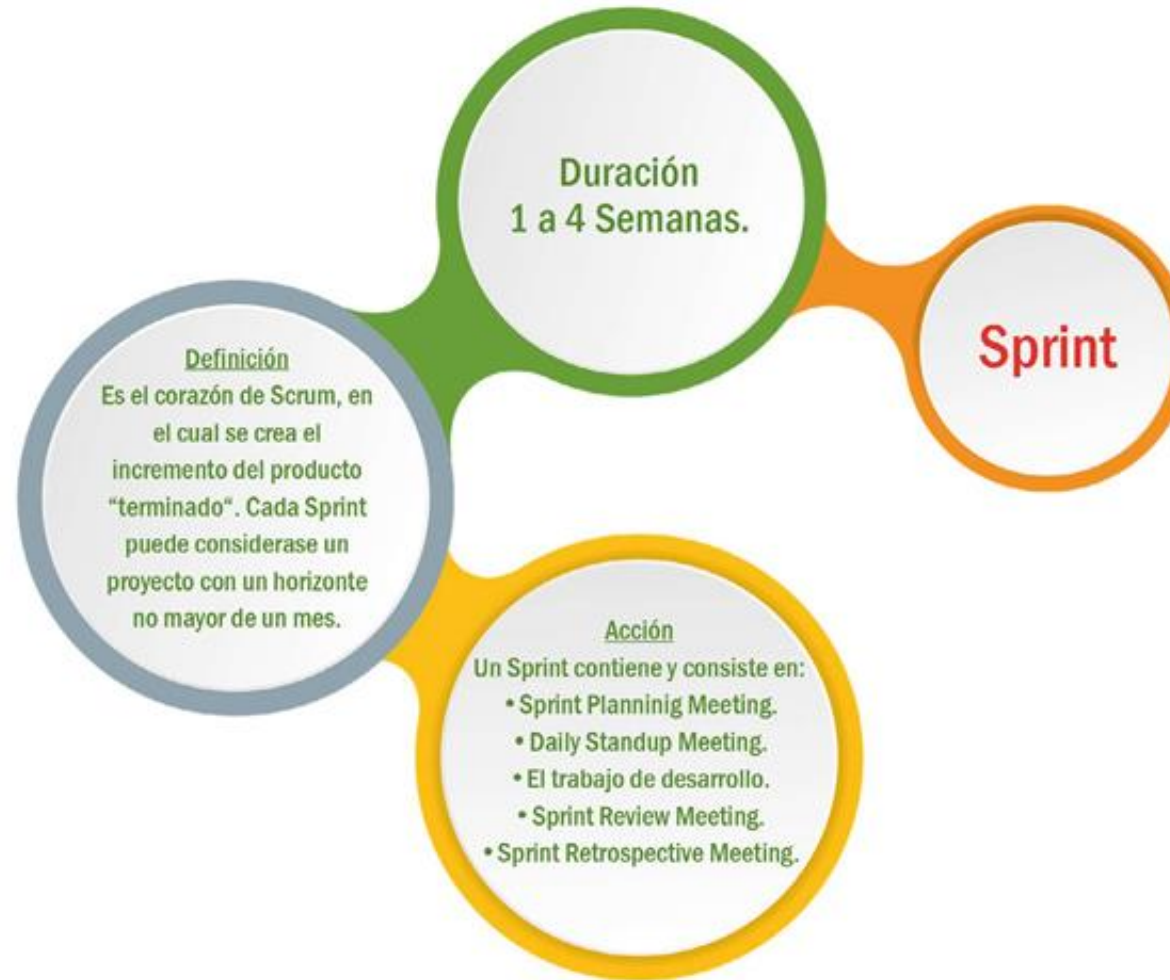 Duración
1 a 4 Semanas.
Sprint
Definición
Es el corazón de Scrum, en
el cual se crea el
incremento del producto
“terminado“. Cada Sprint
puede considerase un
proyecto con un horizonte
no mayor de un mes.
Acción
Un Sprint contiene y consiste en:
• Sprint Planninig Meeting.
• Daily Standup Meeting.
• El trabajo de desarrollo.
• Sprint Review Meeting.
• Sprint Retrospective Meeting.